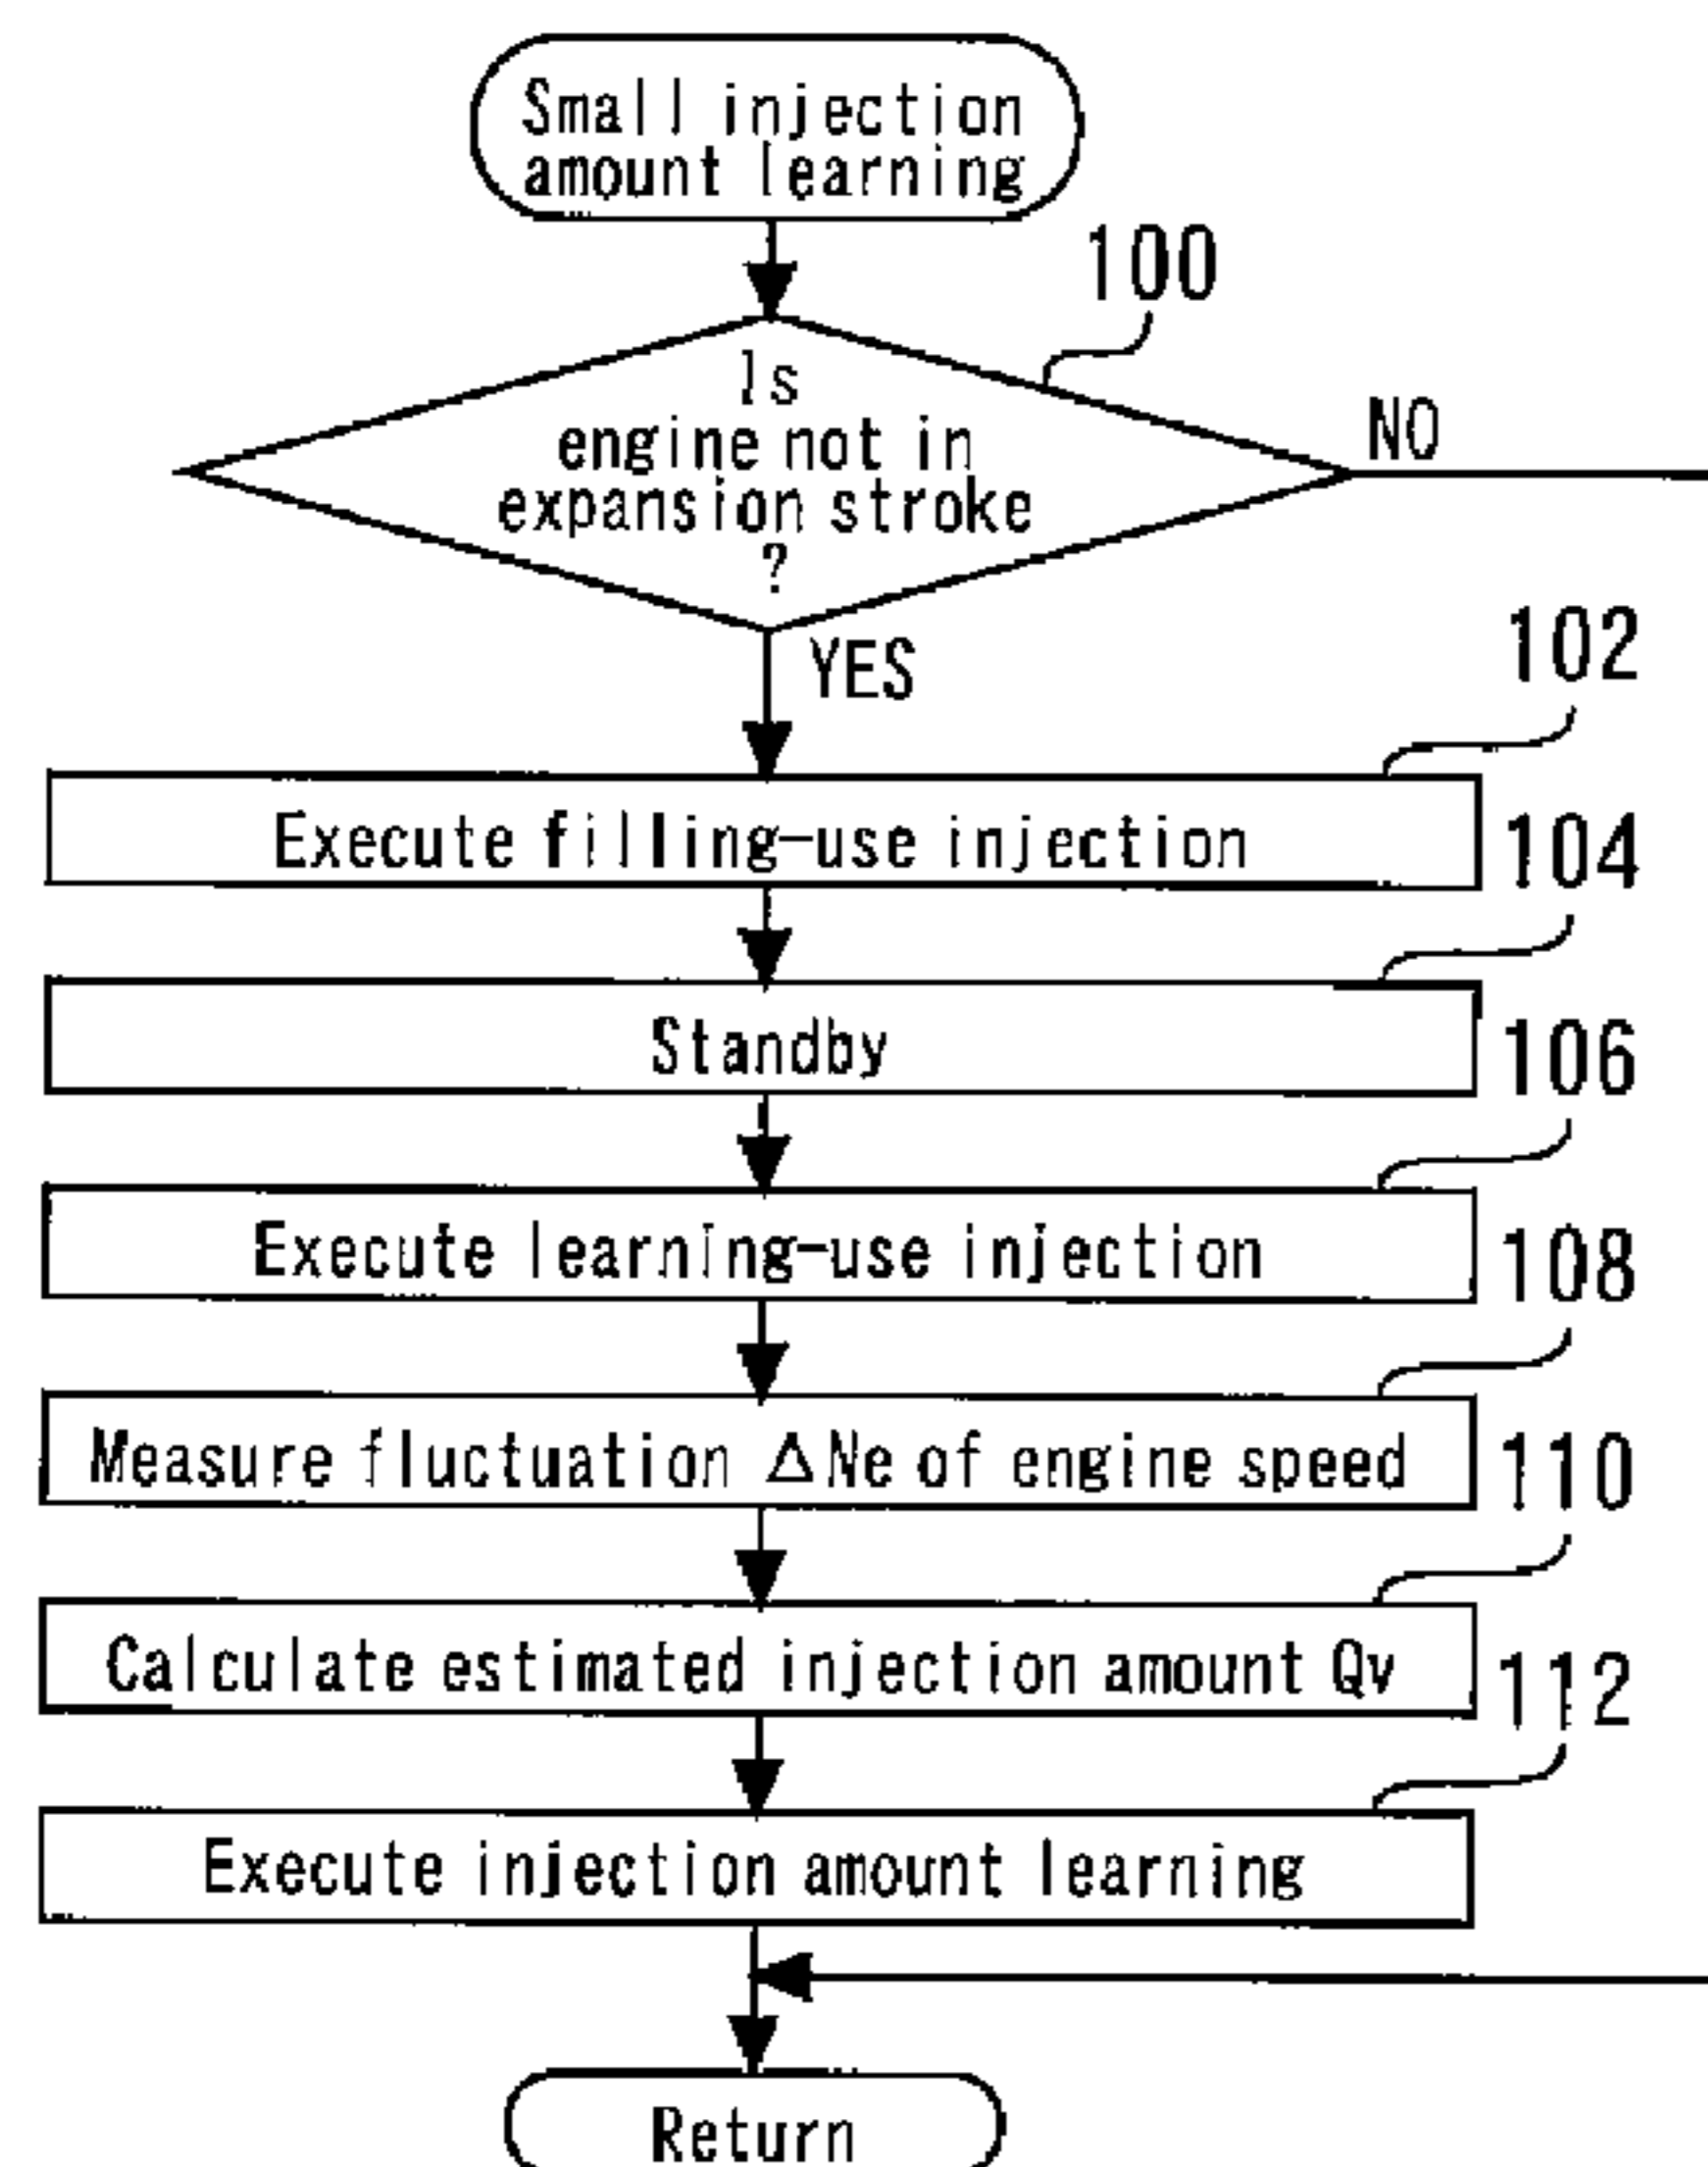 Small injection
amount learning
100
Is
engine not in
expansion stroke
?
NO
YES
102
Execute filling-use injection
104
Standby
106
Execute learning-use injection
108
Measure fluctuation ΔNe of engine speed
110
Calculate estimated injection amount Qv
112
Execute injection amount learning
Return